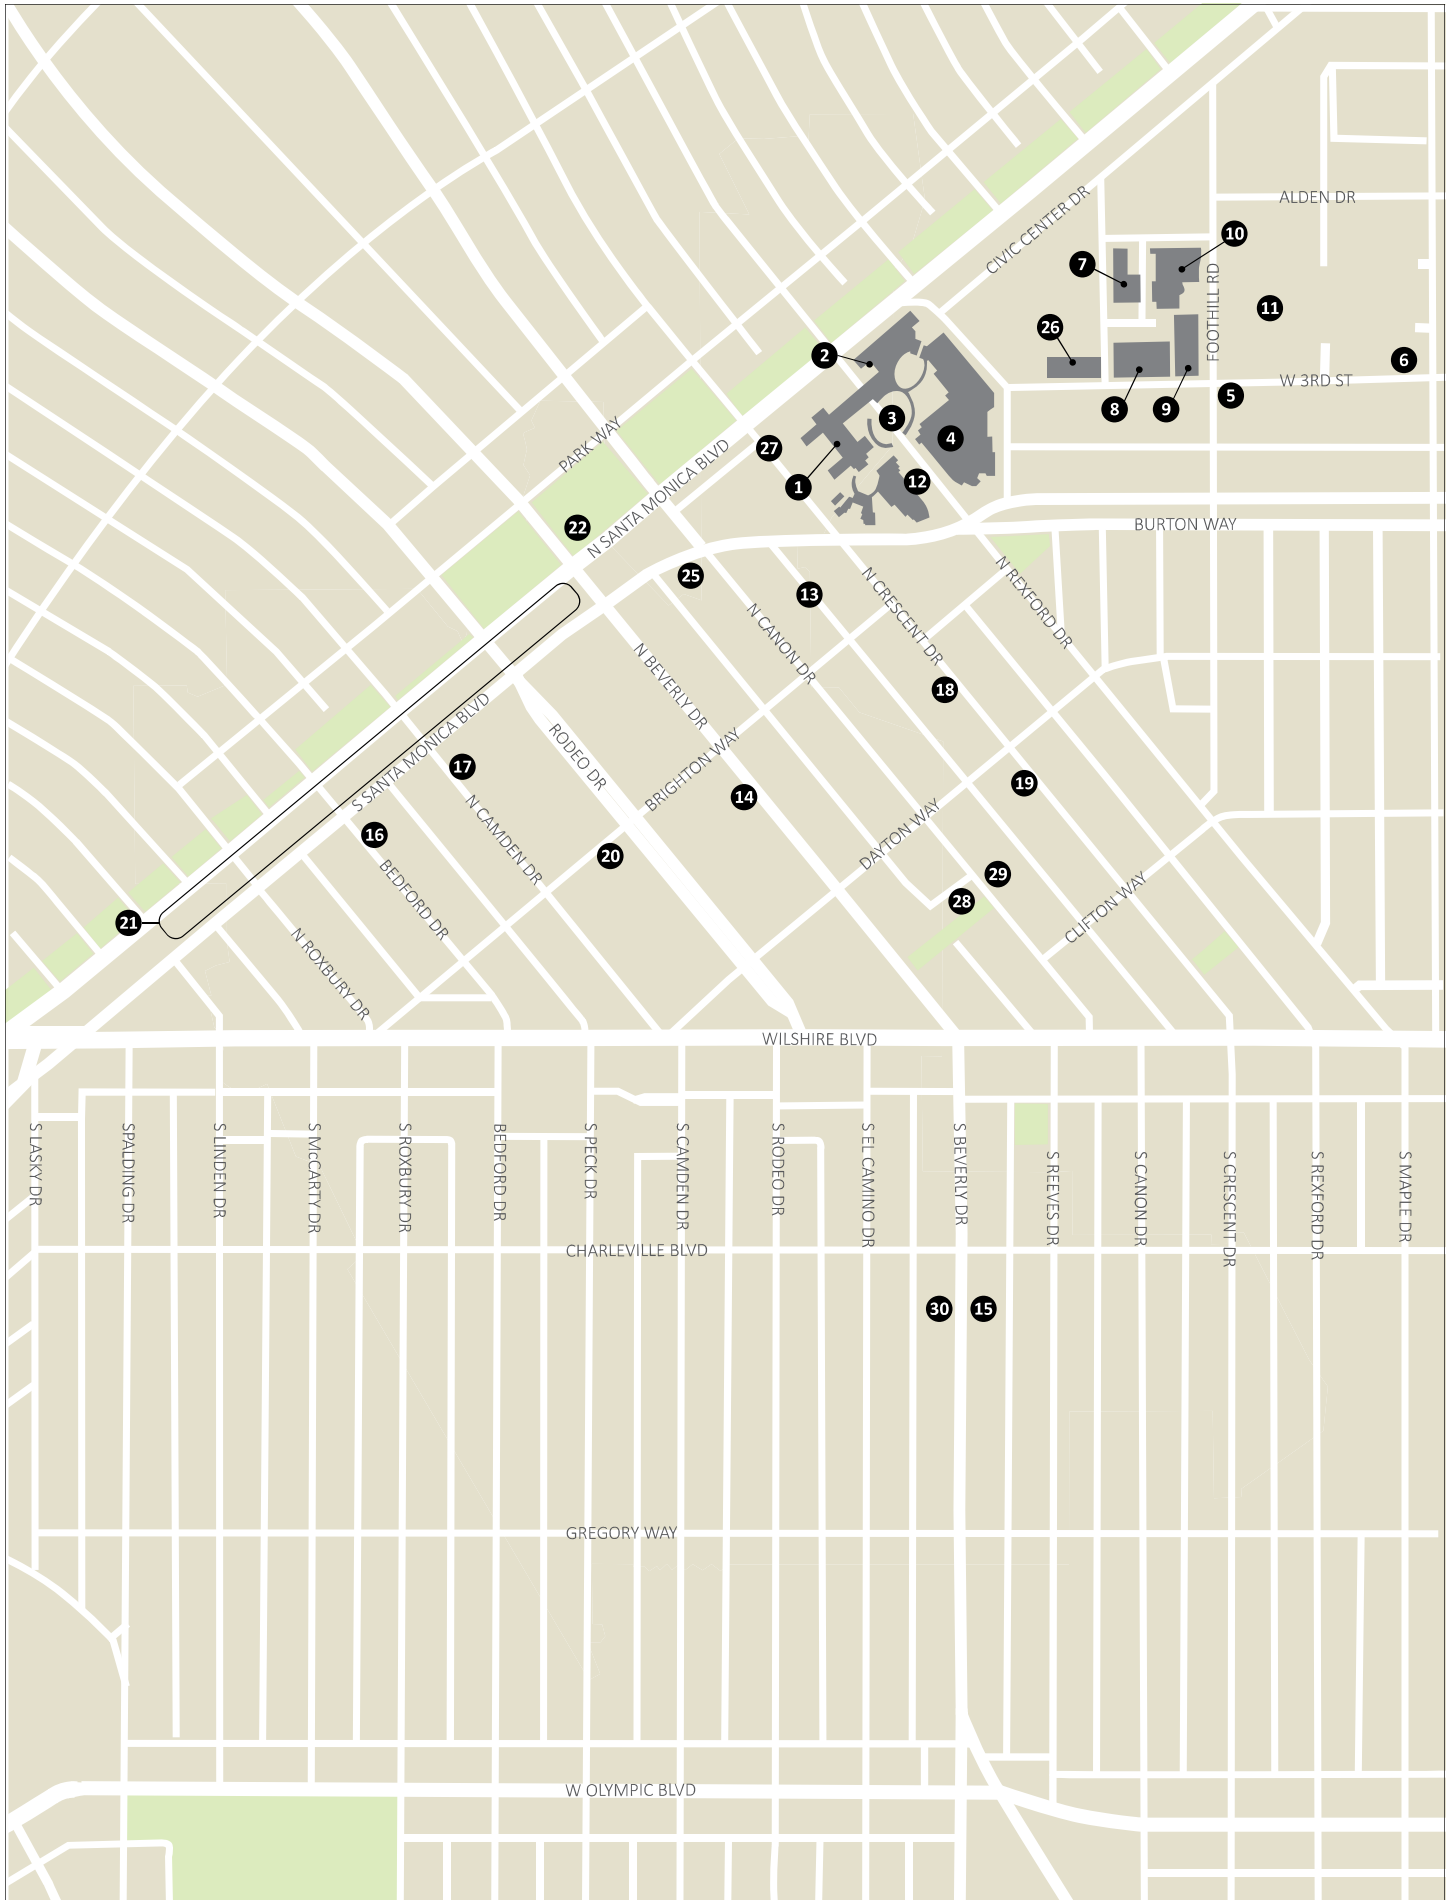 ALDEN DR
CIVIC CENTER DR
10
7
FOOTHILL RD
11
26
2
6
W 3RD ST
5
8
9
3
4
PARK WAY
27
1
12
N SANTA MONICA BLVD
22
BURTON WAY
25
13
N CRESCENT DR
N REXFORD DR
N CANON DR
N BEVERLY DR
18
S SANTA MONICA BLVD
RODEO DR
BRIGHTON WAY
17
14
19
16
N CAMDEN DR
DAYTON WAY
20
BEDFORD DR
29
28
CLIFTON WAY
21
N ROXBURY DR
WILSHIRE BLVD
S LASKY DR
SPALDING DR
S LINDEN DR
S McCARTY DR
S ROXBURY DR
BEDFORD DR
S PECK DR
S CAMDEN DR
S RODEO DR
S EL CAMINO DR
S BEVERLY DR
S REEVES DR
S CANON DR
S CRESCENT DR
S REXFORD DR
S MAPLE DR
CHARLEVILLE BLVD
30
15
GREGORY WAY
W OLYMPIC BLVD